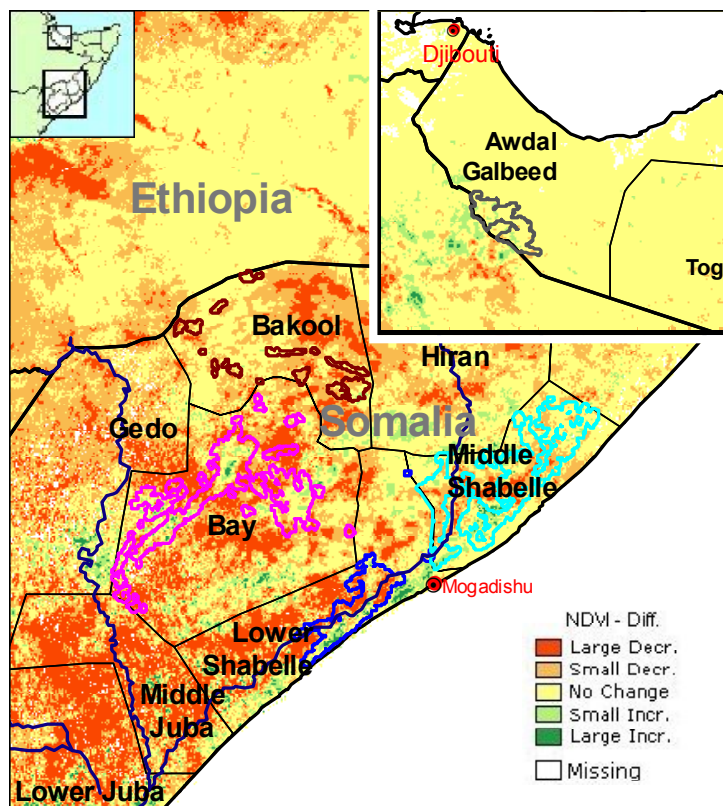 Djibouti
Awdal
Galbeed
Tog
Ethiopia
Bakool
Hiran
Somalia
Gedo
Middle
Shabelle
Bay
Mogadishu
Lower
Shabelle
Middle
Juba
Lower Juba
NDVI - Diff.
Large Decr.
Small Decr.
No Change
Small Incr.
Large Incr.
Missing